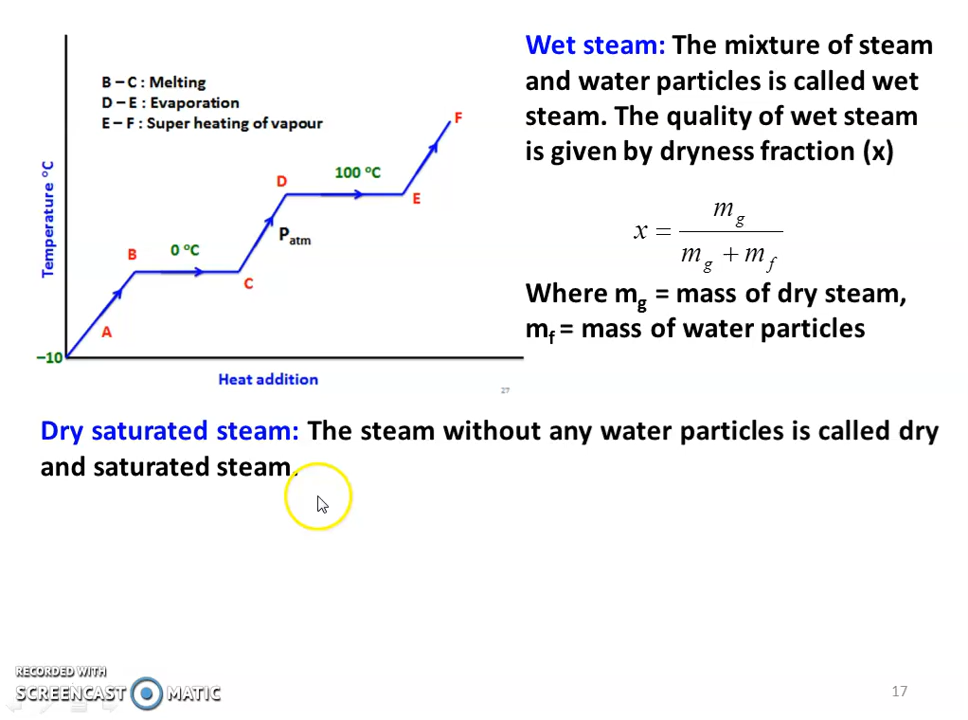 B – C : Melting
D – E : Evaporation
E – F : Super heating of vapour
Temperature °C
F
100 °C
D
E
P_atm
0 °C
B
C
A
–10
Heat addition
27
Wet steam: The mixture of steam
and water particles is called wet
steam. The quality of wet steam
is given by dryness fraction (x)
x = m_g / (m_g + m_f)
Where m_g = mass of dry steam,
m_f = mass of water particles
Dry saturated steam: The steam without any water particles is called dry
and saturated steam.
RECORDED WITH
SCREENCAST MATIC
17